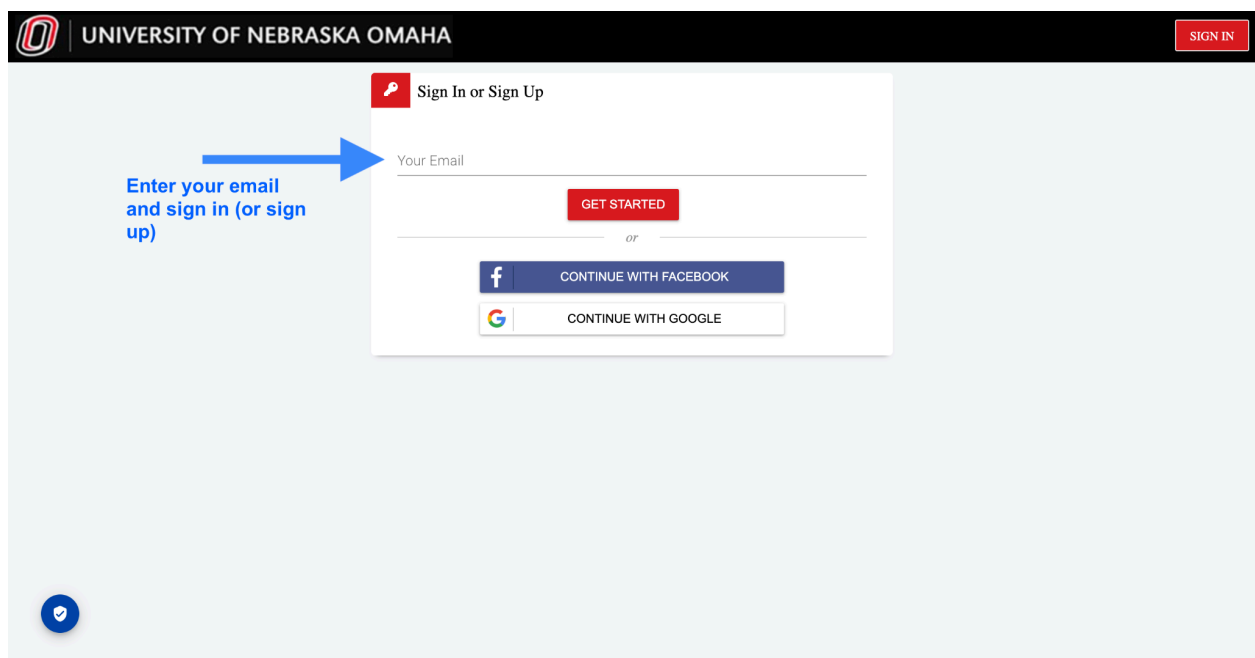 UNIVERSITY OF NEBRASKA OMAHA
SIGN IN
Sign In or Sign Up
Your Email
Enter your email
and sign in (or sign
up)
GET STARTED
or
CONTINUE WITH FACEBOOK
CONTINUE WITH GOOGLE